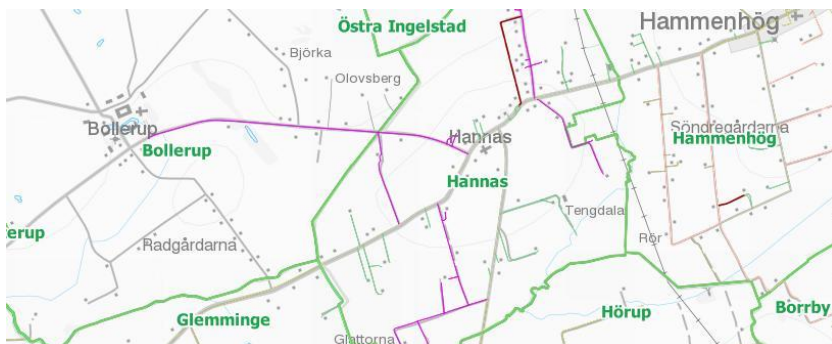 Hammenhög
Östra Ingelstad
Björka
Olovsberg
Bollerup
Söndregårdarna
Hannas
Hammenhög
Bollerup
Hannas
Tengdala
erup
Radgårdarna
Rör
Glemminge
Hörup
Borrby
Glattorna